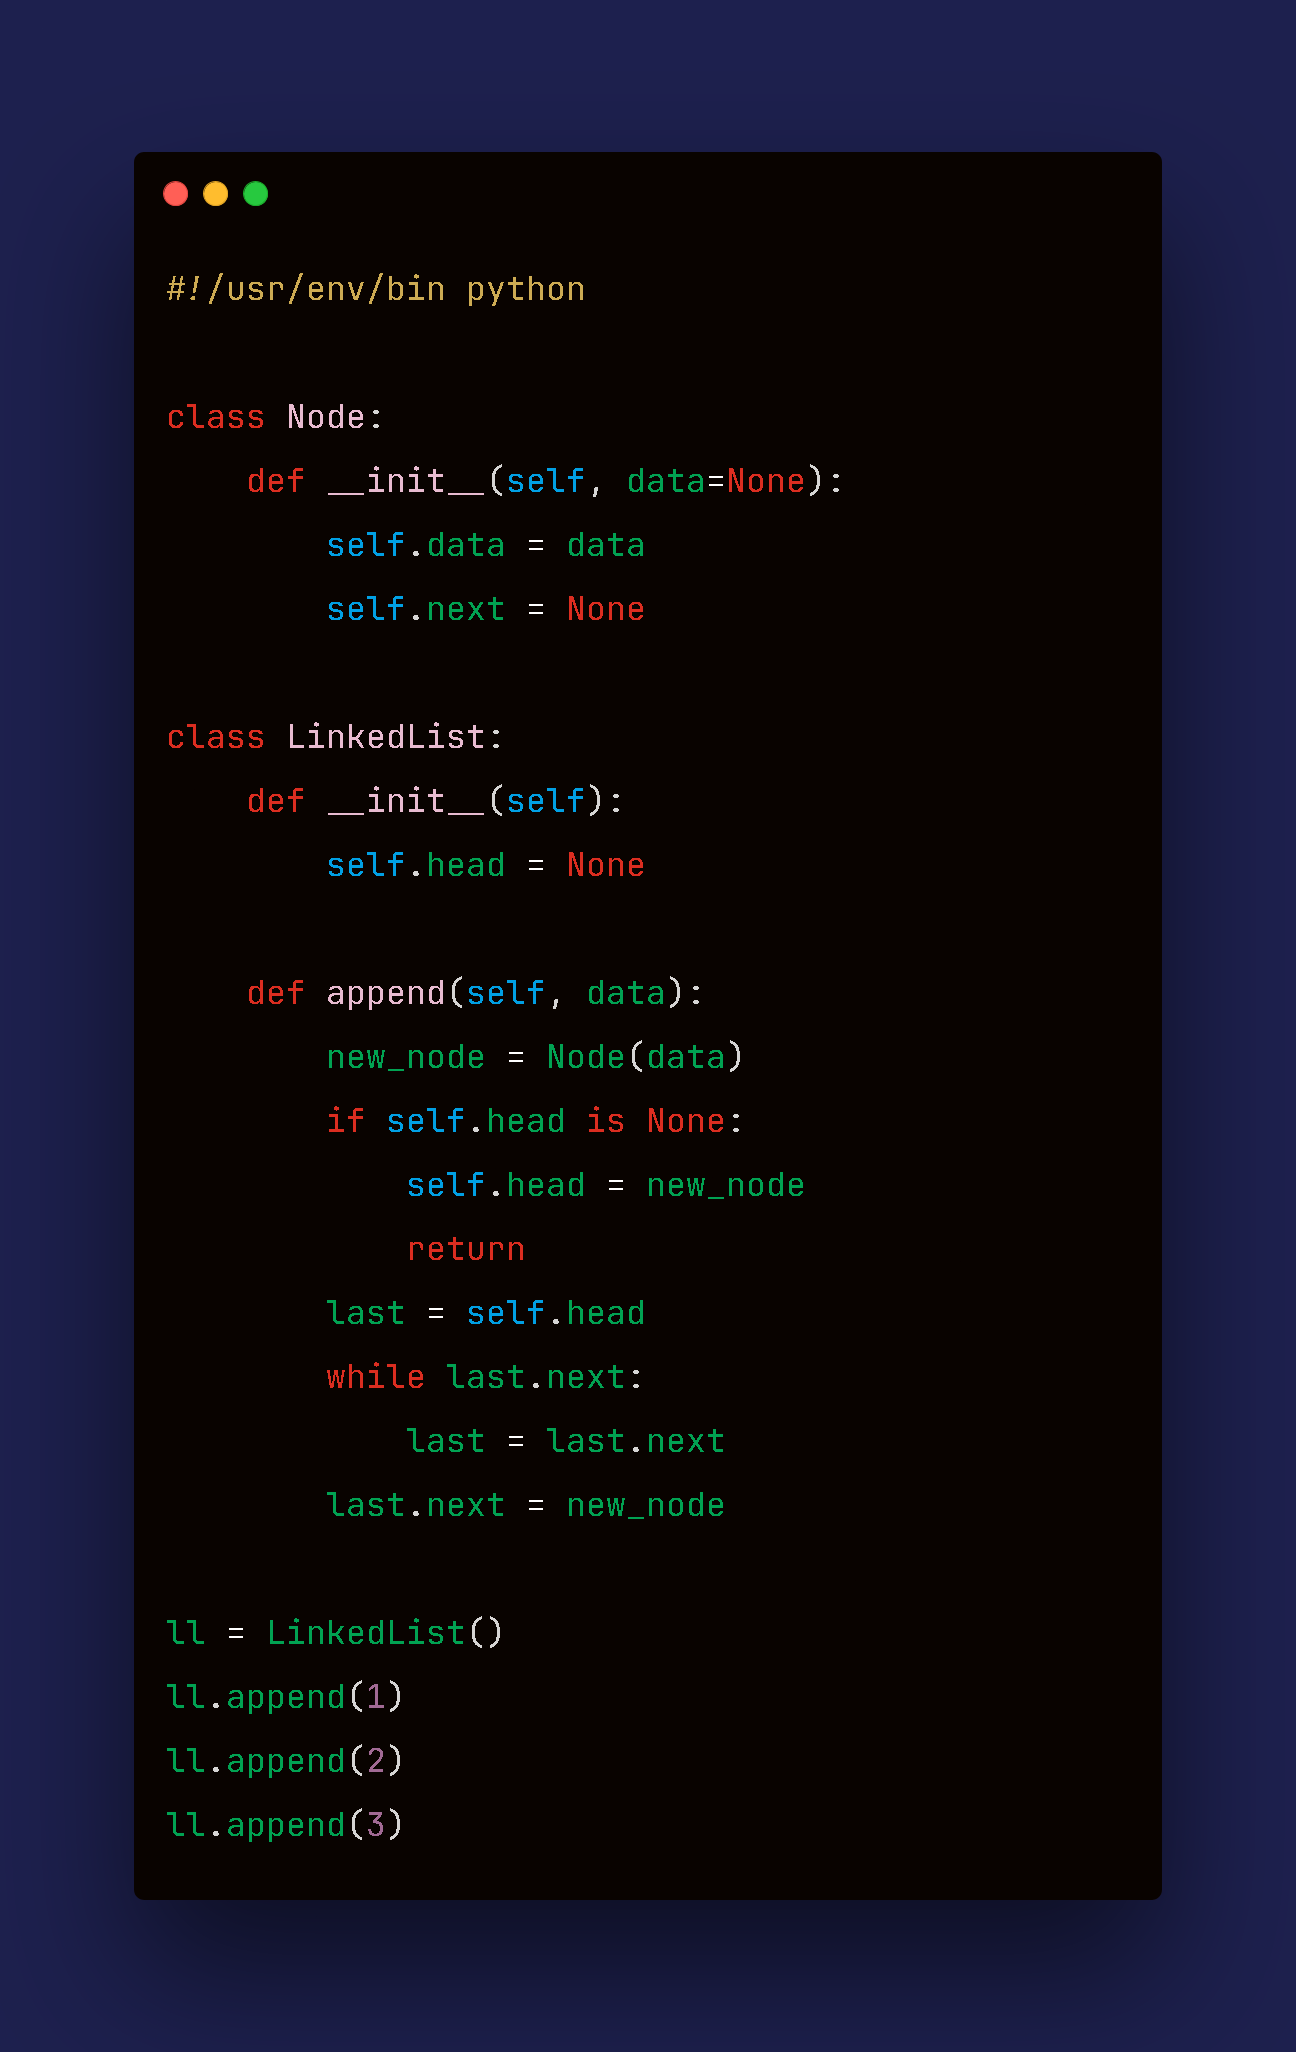 #!/usr/env/bin python

class Node:
    def __init__(self, data=None):
        self.data = data
        self.next = None

class LinkedList:
    def __init__(self):
        self.head = None

    def append(self, data):
        new_node = Node(data)
        if self.head is None:
            self.head = new_node
            return
        last = self.head
        while last.next:
            last = last.next
        last.next = new_node

ll = LinkedList()
ll.append(1)
ll.append(2)
ll.append(3)